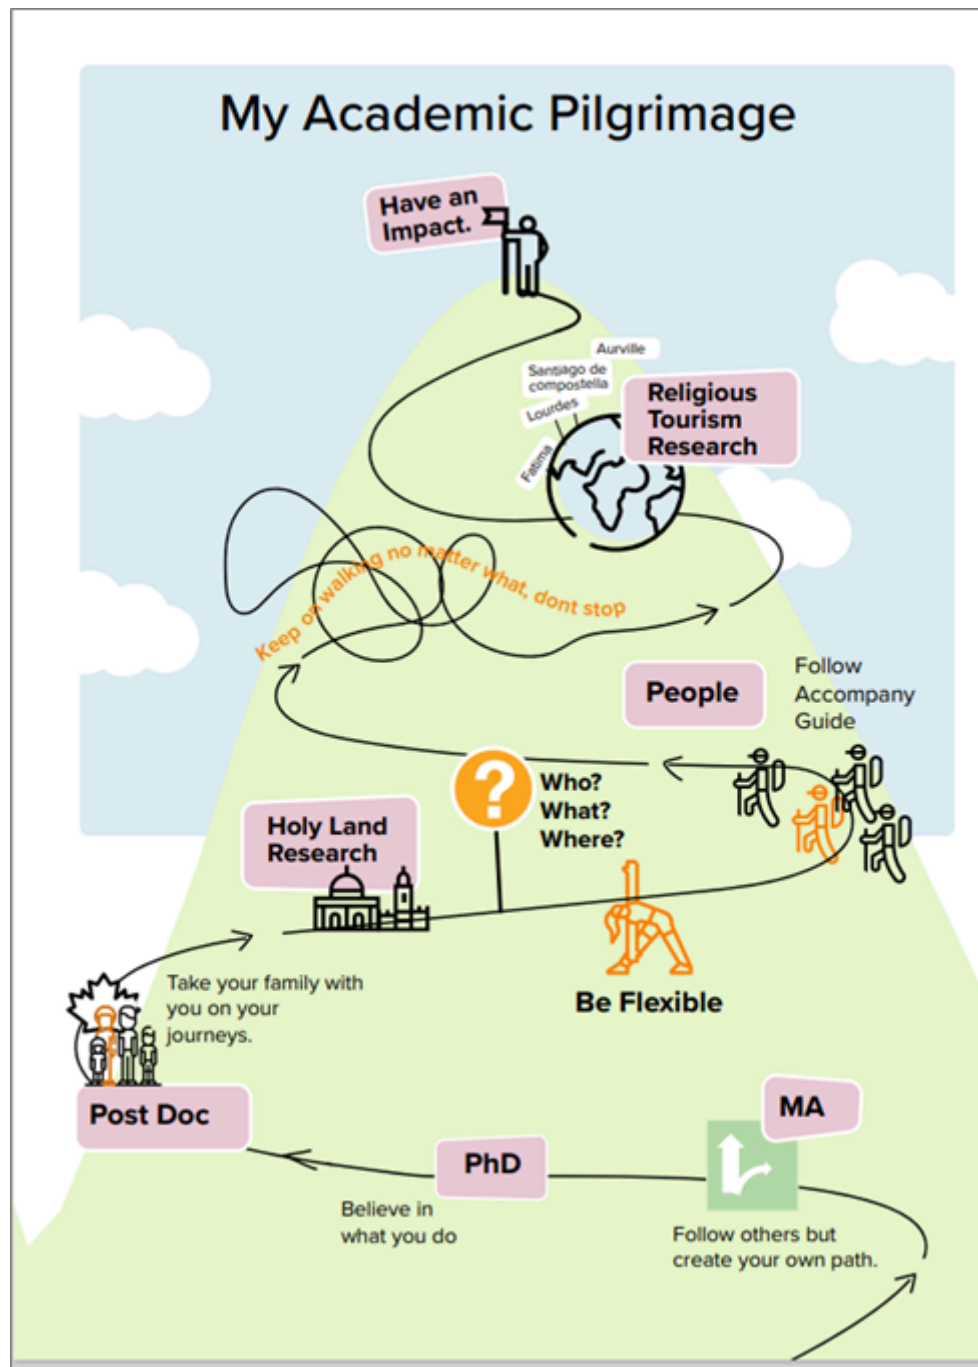 My Academic Pilgrimage
Have an
Impact.
Aurville
Santiago de
compostella
Lourdes
Fatima
Religious
Tourism
Research
Keep on walking no matter what, dont stop
People
Follow
Accompany
Guide
?
Who?
What?
Where?
Holy Land
Research
Be Flexible
Take your family with
you on your
journeys.
Post Doc
MA
PhD
Believe in
what you do
Follow others but
create your own path.